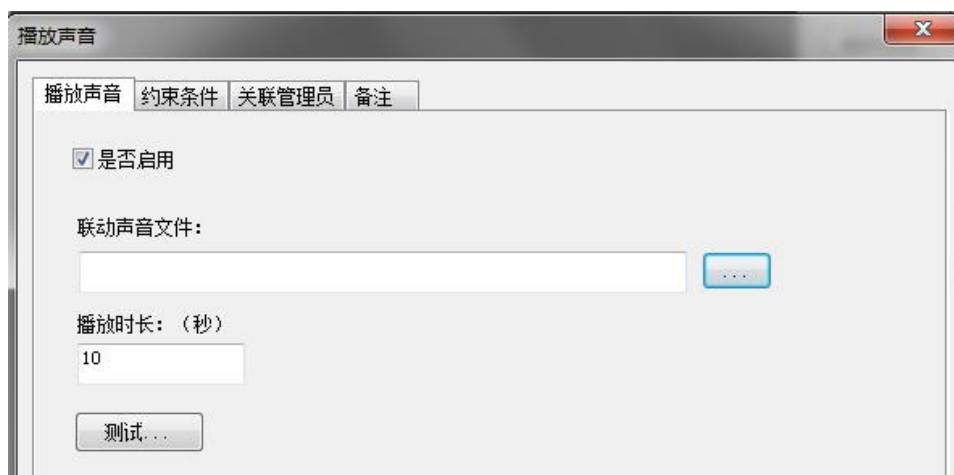 播放声音
播放声音 约束条件 关联管理员 备注
是否启用
联动声音文件：
...
播放时长：（秒）
10
测试...